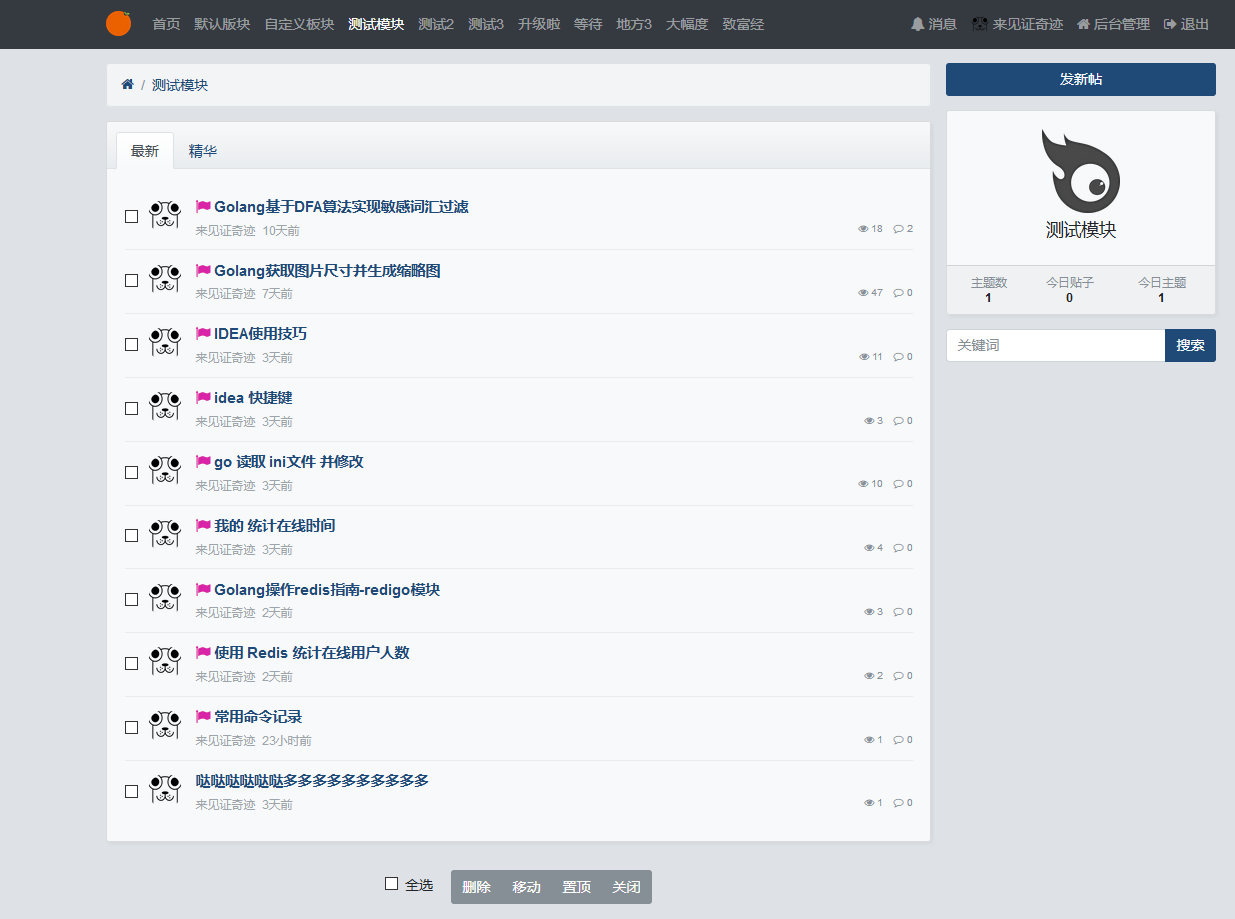 首页 默认版块 自定义板块 测试模块 测试2 测试3 升级啦 等待 地方3 大幅度 致富经 消息 来见证奇迹 后台管理 退出
/ 测试模块
发新帖
最新 精华
Golang基于DFA算法实现敏感词汇过滤
来见证奇迹 10天前 18 2
Golang获取图片尺寸并生成缩略图
来见证奇迹 7天前 47 0
IDEA使用技巧
来见证奇迹 3天前 11 0
idea 快捷键
来见证奇迹 3天前 3 0
go 读取 ini文件 并修改
来见证奇迹 3天前 10 0
我的 统计在线时间
来见证奇迹 3天前 4 0
Golang操作redis指南-redigo模块
来见证奇迹 2天前 3 0
使用 Redis 统计在线用户人数
来见证奇迹 2天前 2 0
常用命令记录
来见证奇迹 23小时前 1 0
哒哒哒哒哒哒多多多多多多多多多多
来见证奇迹 3天前 1 0
全选 删除 移动 置顶 关闭
测试模块
主题数 今日贴子 今日主题
1 0 1
关键词 搜索